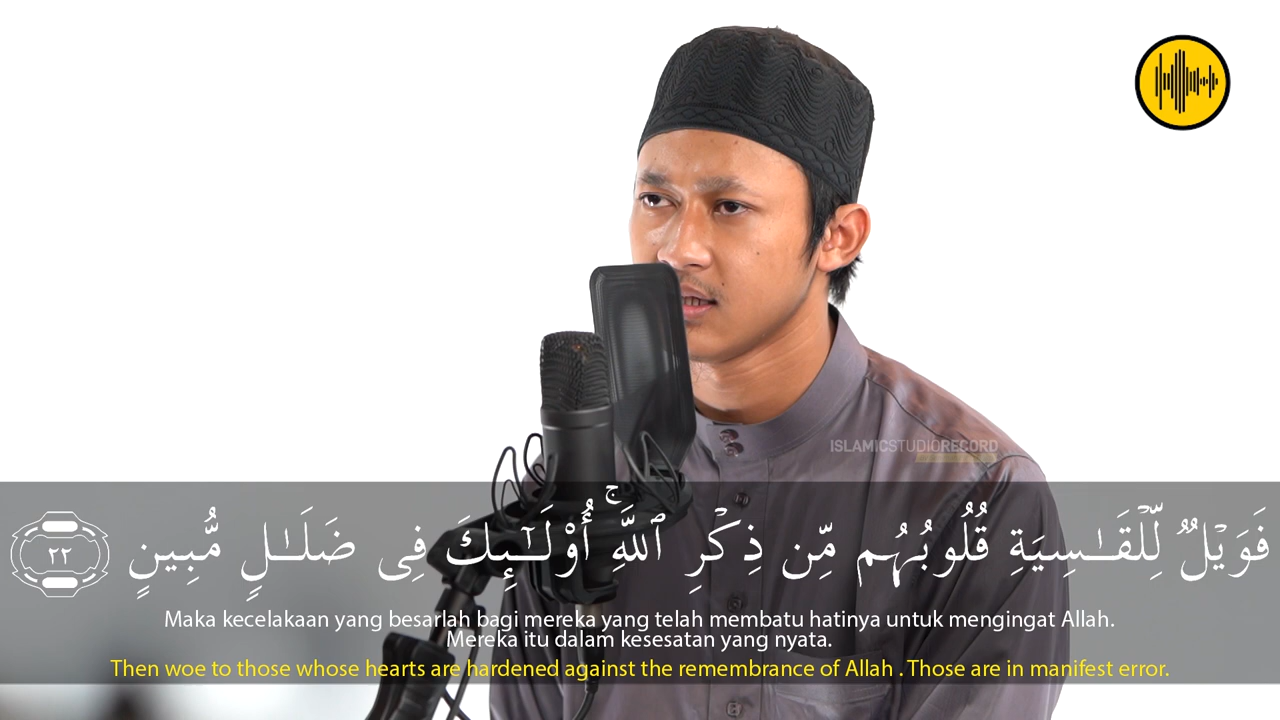 ISLAMICSTUDIORECORD
فَوَيْلٌ لِّلْقَـٰسِيَةِ قُلُوبُهُم مِّن ذِكْرِ ٱللَّهِ ۚ أُو۟لَـٰٓئِكَ فِى ضَلَـٰلٍ مُّبِينٍ ٢٢
Maka kecelakaan yang besarlah bagi mereka yang telah membatu hatinya untuk mengingat Allah.
Mereka itu dalam kesesatan yang nyata.
Then woe to those whose hearts are hardened against the remembrance of Allah . Those are in manifest error.